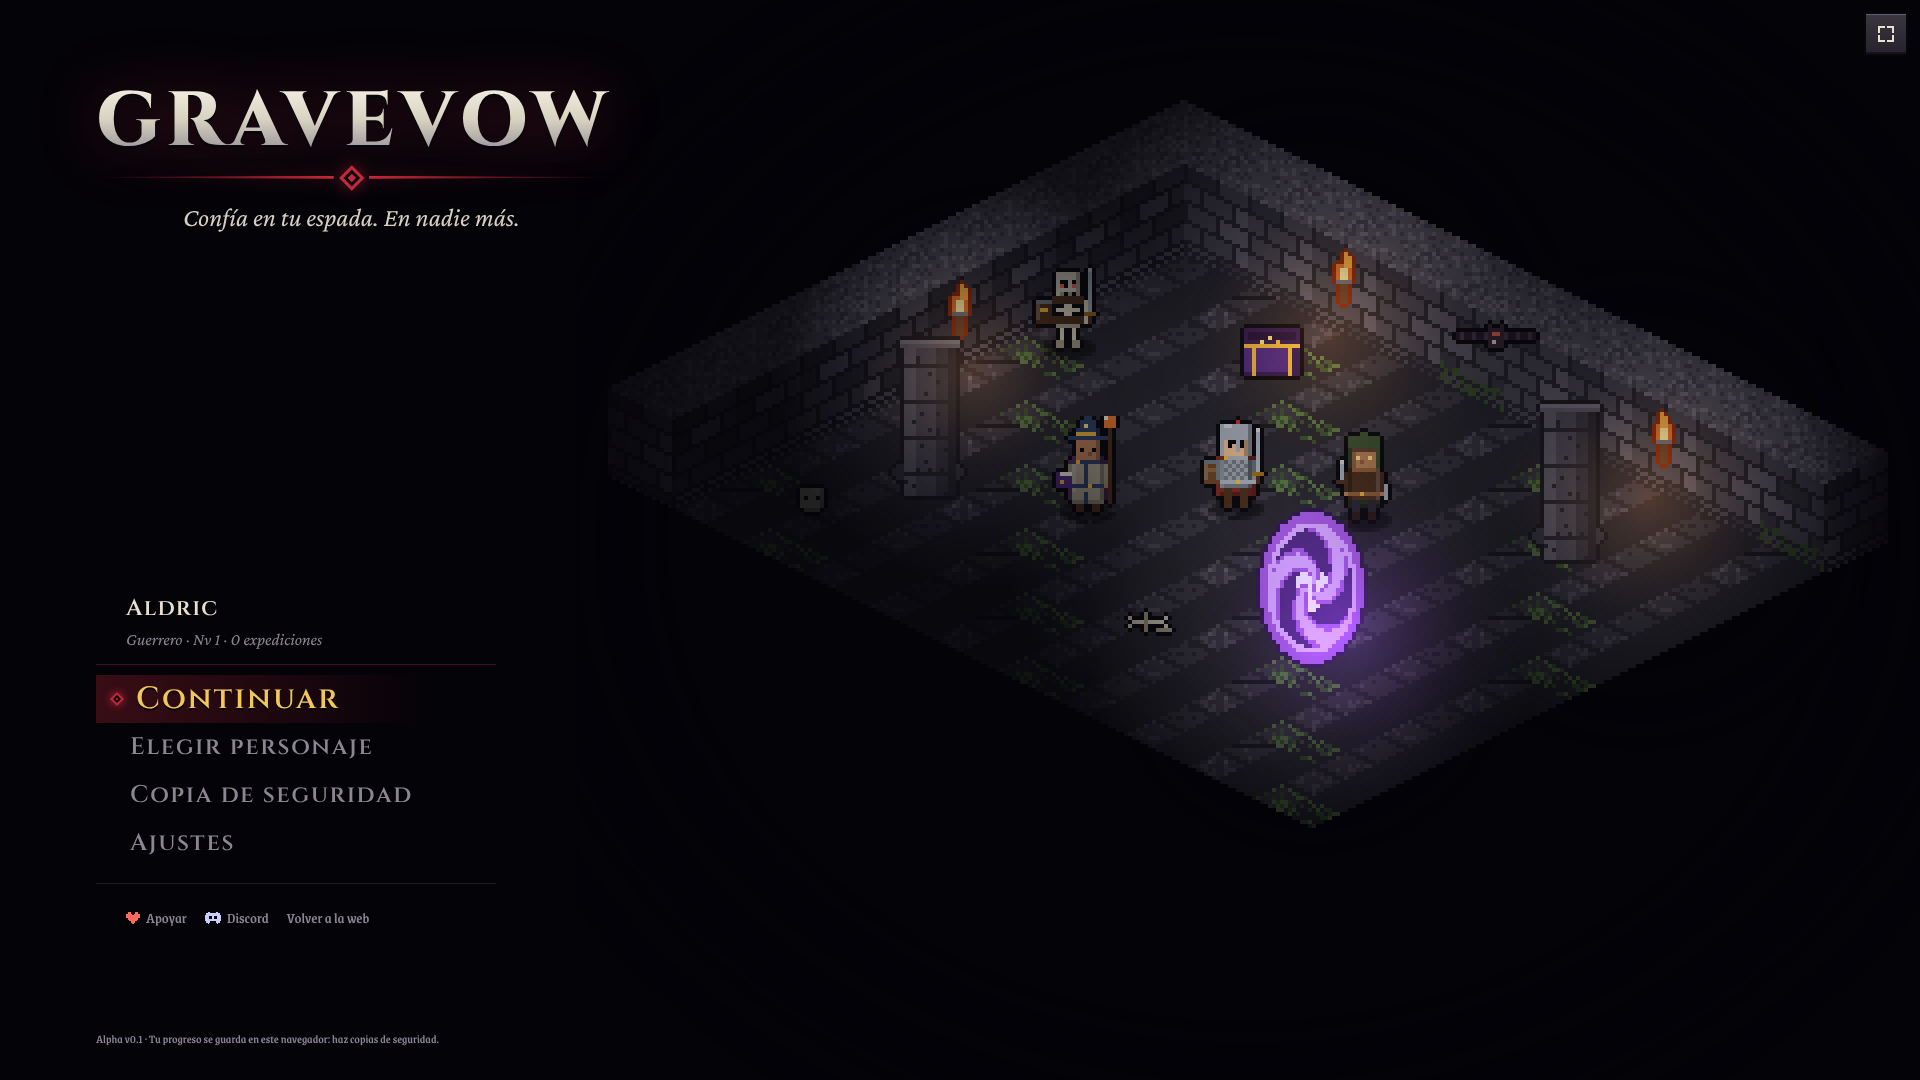 GRAVEVOW
Confía en tu espada. En nadie más.
Aldric
Guerrero · Nv 1 · 0 expediciones
Continuar
Elegir personaje
Copia de seguridad
Ajustes
Apoyar Discord Volver a la web
Alpha v0.1 · Tu progreso se guarda en este navegador: haz copias de seguridad.